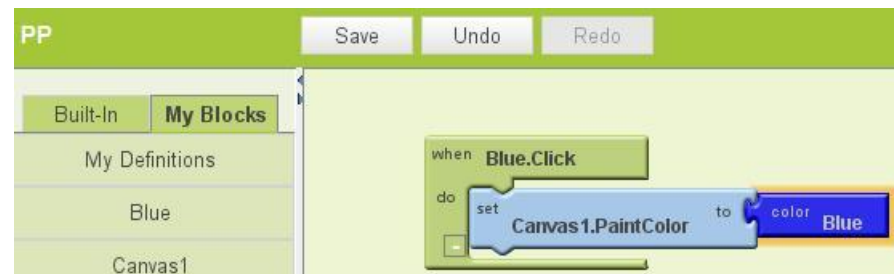 PP Save Undo Redo
Built-In My Blocks
My Definitions
Blue
Canvas1
when Blue.Click
do set Canvas1.PaintColor to color Blue